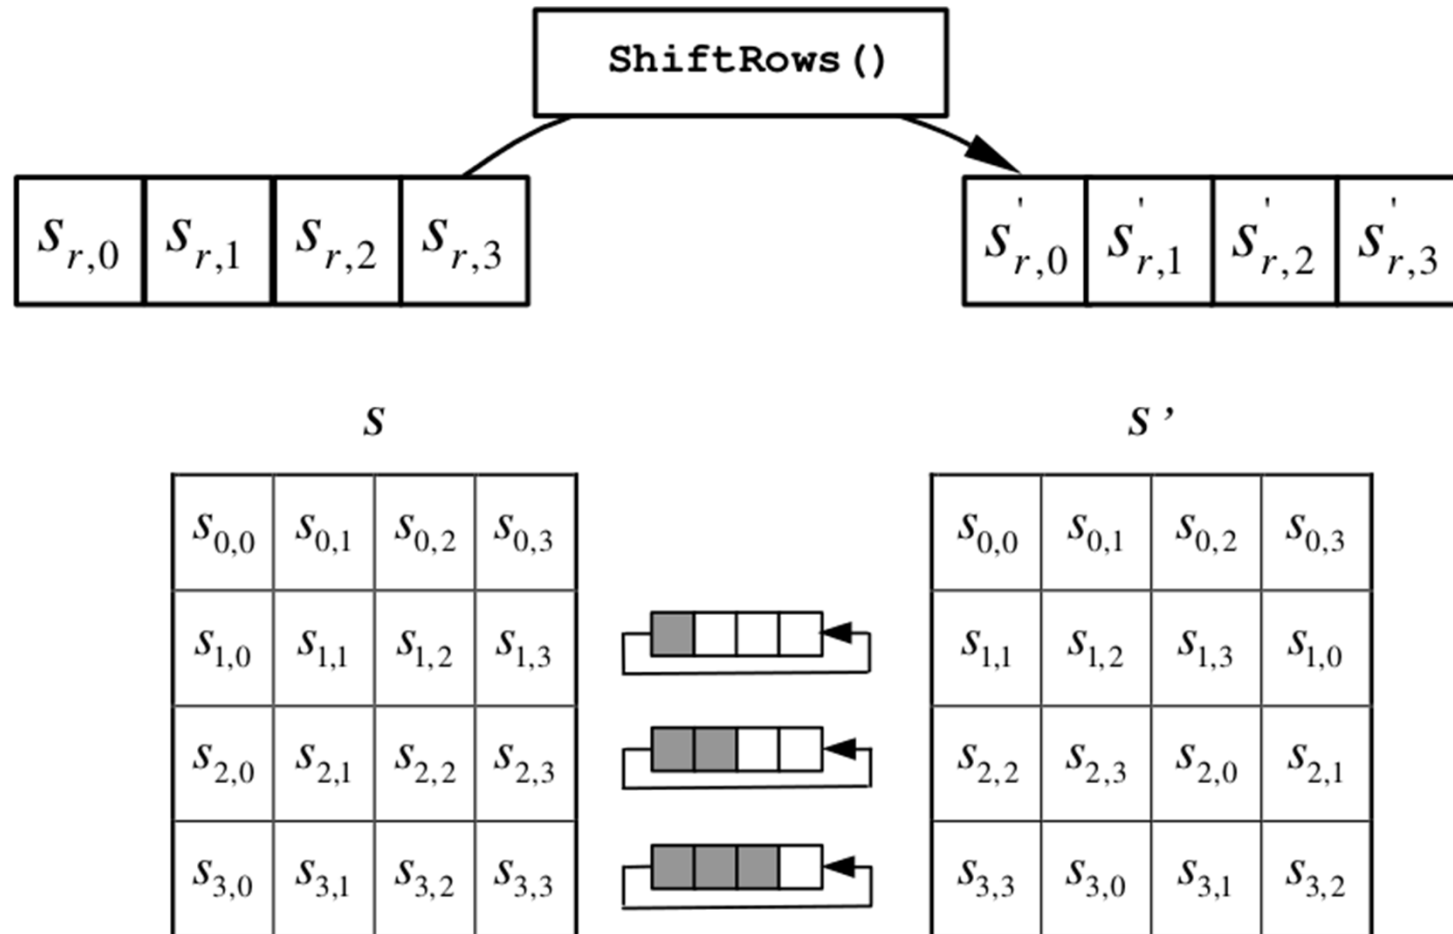 ShiftRows()
S r,0 S r,1 S r,2 S r,3 S' r,0 S' r,1 S' r,2 S' r,3
S S’
S 0,0 S 0,1 S 0,2 S 0,3 S 0,0 S 0,1 S 0,2 S 0,3
S 1,0 S 1,1 S 1,2 S 1,3 S 1,1 S 1,2 S 1,3 S 1,0
S 2,0 S 2,1 S 2,2 S 2,3 S 2,2 S 2,3 S 2,0 S 2,1
S 3,0 S 3,1 S 3,2 S 3,3 S 3,3 S 3,0 S 3,1 S 3,2